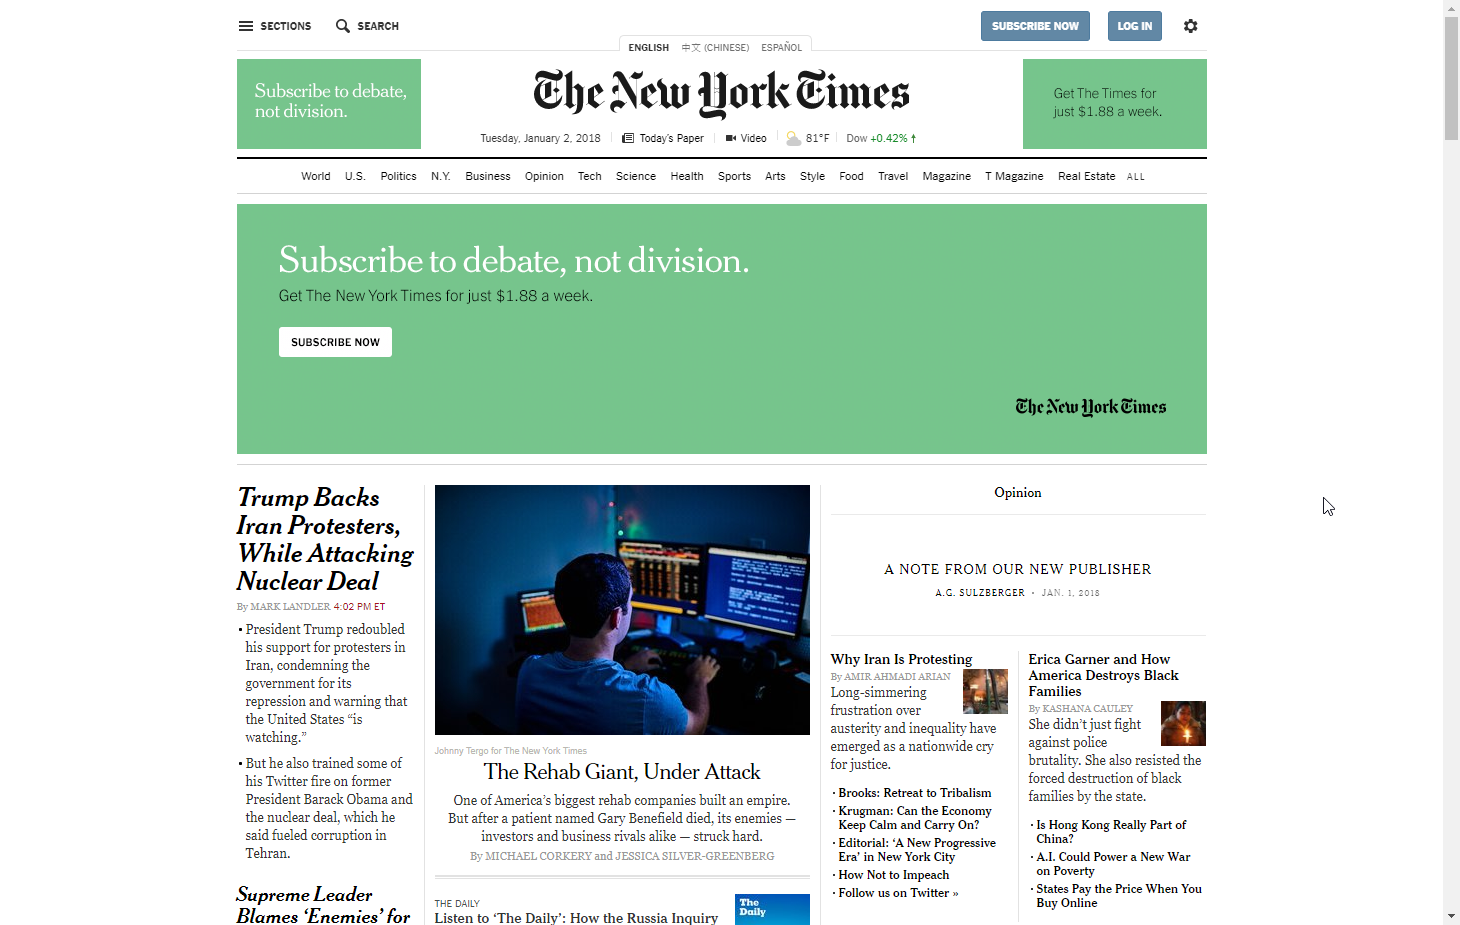 SECTIONS
SEARCH
SUBSCRIBE NOW
LOG IN
ENGLISH
中文 (CHINESE)
ESPAÑOL
Subscribe to debate,
not division.
The New York Times
Get The Times for
just $1.88 a week.
Tuesday, January 2, 2018
Today's Paper
Video
81°F
Dow +0.42%
World
U.S.
Politics
N.Y.
Business
Opinion
Tech
Science
Health
Sports
Arts
Style
Food
Travel
Magazine
T Magazine
Real Estate
ALL
Subscribe to debate, not division.
Get The New York Times for just $1.88 a week.
SUBSCRIBE NOW
The New York Times
Trump Backs
Iran Protesters,
While Attacking
Nuclear Deal
By MARK LANDLER 4:02 PM ET
• President Trump redoubled
his support for protesters in
Iran, condemning the
government for its
repression and warning that
the United States “is
watching.”
• But he also trained some of
his Twitter fire on former
President Barack Obama and
the nuclear deal, which he
said fueled corruption in
Tehran.
Supreme Leader
Blames ‘Enemies’ for
Johnny Tergo for The New York Times
The Rehab Giant, Under Attack
One of America’s biggest rehab companies built an empire.
But after a patient named Gary Benefield died, its enemies —
investors and business rivals alike — struck hard.
By MICHAEL CORKERY and JESSICA SILVER-GREENBERG
THE DAILY
Listen to ‘The Daily’: How the Russia Inquiry
The
Daily
Opinion
A NOTE FROM OUR NEW PUBLISHER
A.G. SULZBERGER • JAN. 1, 2018
Why Iran Is Protesting
By AMIR AHMADI ARIAN
Long-simmering
frustration over
austerity and inequality have
emerged as a nationwide cry
for justice.
· Brooks: Retreat to Tribalism
· Krugman: Can the Economy
Keep Calm and Carry On?
· Editorial: ‘A New Progressive
Era’ in New York City
· How Not to Impeach
· Follow us on Twitter »
Erica Garner and How
America Destroys Black
Families
By KASHANA CAULEY
She didn’t just fight
against police
brutality. She also resisted the
forced destruction of black
families by the state.
· Is Hong Kong Really Part of
China?
· A.I. Could Power a New War
on Poverty
· States Pay the Price When You
Buy Online